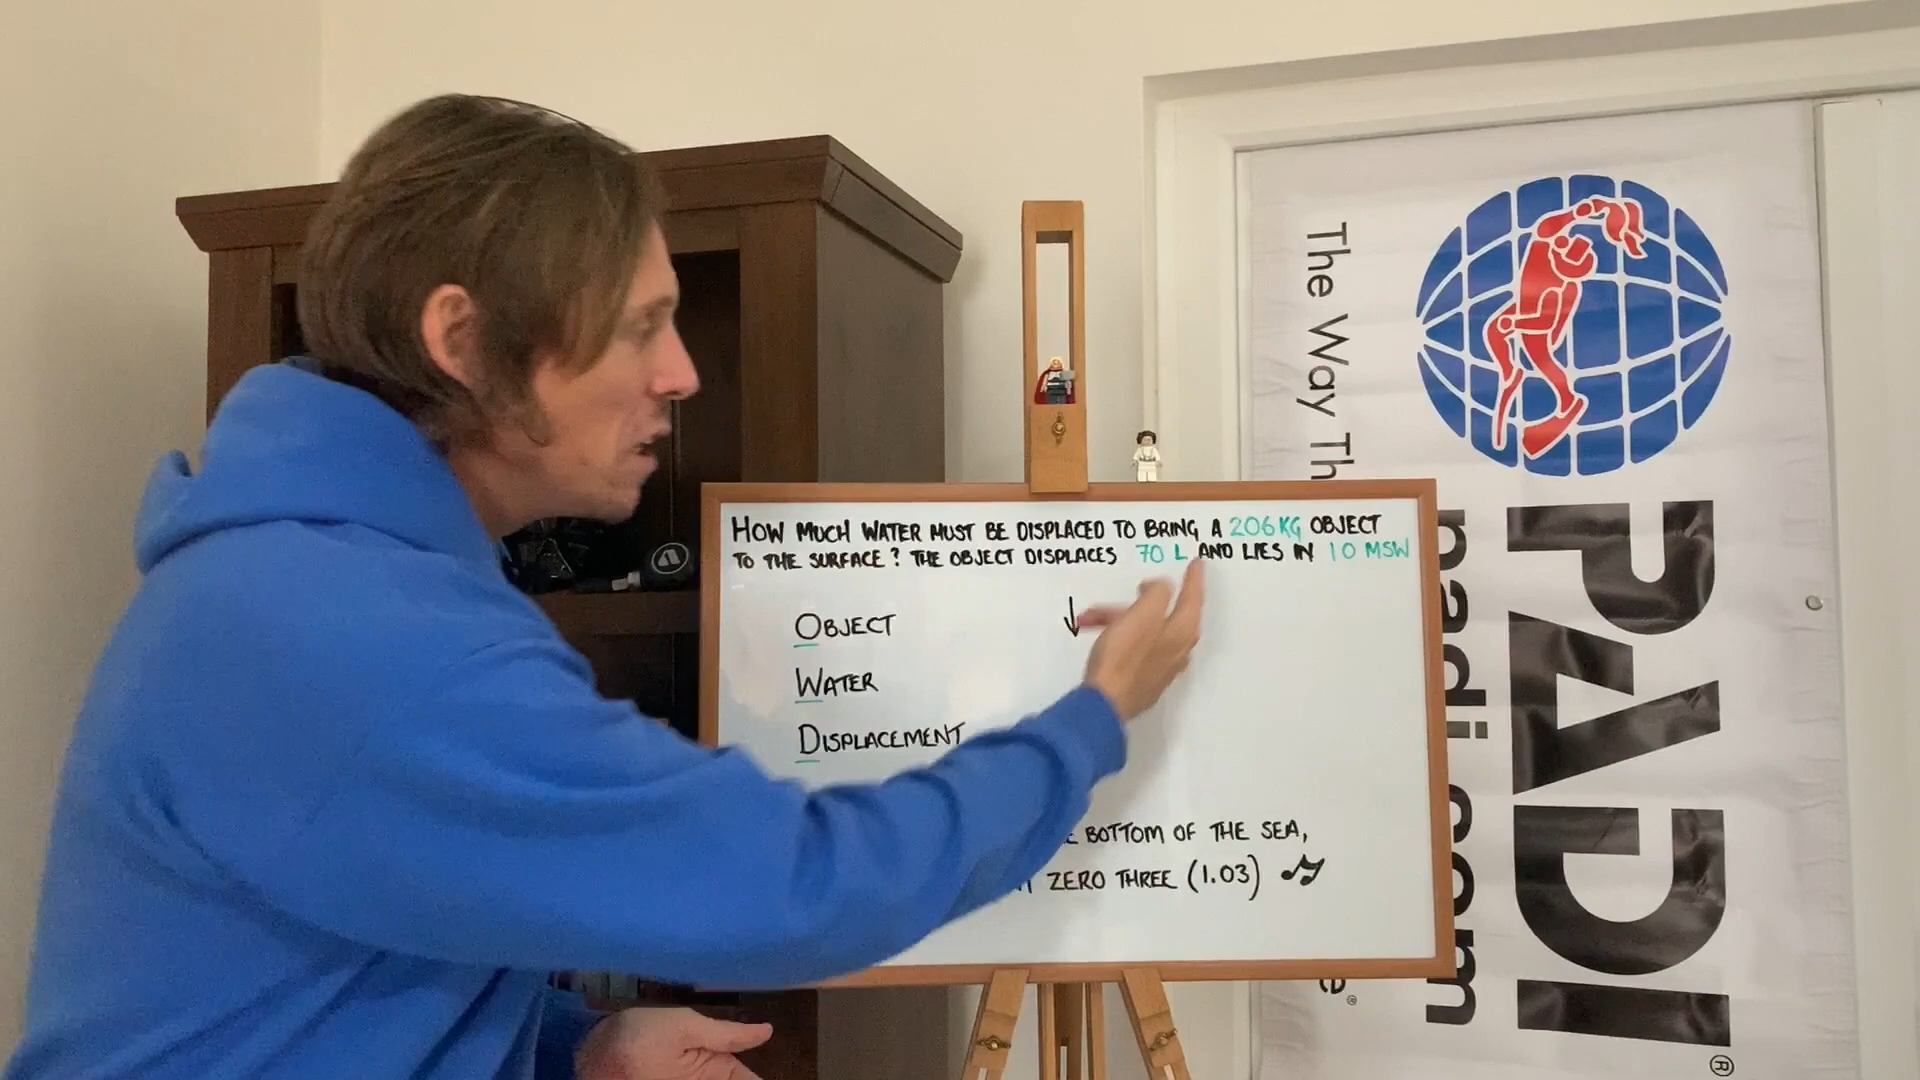 HOW MUCH WATER MUST BE DISPLACED TO BRING A 206KG OBJECT
TO THE SURFACE? THE OBJECT DISPLACES 70 L AND LIES IN 10 MSW
OBJECT
WATER
DISPLACEMENT
BOTTOM OF THE SEA,
ZERO THREE (1.03)
The Way Th
padi.com
PADI
®